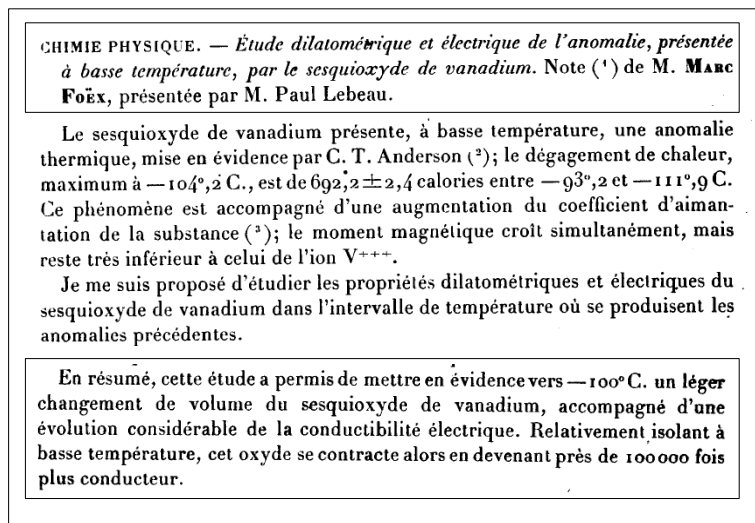 CHIMIE PHYSIQUE. — Étude dilatométrique et électrique de l'anomalie, présentée
à basse température, par le sesquioxyde de vanadium. Note (¹) de M. MARC
FOËX, présentée par M. Paul Lebeau.
Le sesquioxyde de vanadium présente, à basse température, une anomalie
thermique, mise en évidence par C. T. Anderson (²); le dégagement de chaleur,
maximum à —104°,2 C., est de 692,2 ± 2,4 calories entre —93°,2 et —111°,9 C.
Ce phénomène est accompagné d'une augmentation du coefficient d'aiman-
tation de la substance (³); le moment magnétique croît simultanément, mais
reste très inférieur à celui de l'ion V⁺⁺⁺.
Je me suis proposé d'étudier les propriétés dilatométriques et électriques du
sesquioxyde de vanadium dans l'intervalle de température où se produisent les
anomalies précédentes.
En résumé, cette étude a permis de mettre en évidence vers —100° C. un léger
changement de volume du sesquioxyde de vanadium, accompagné d'une
évolution considérable de la conductibilité électrique. Relativement isolant à
basse température, cet oxyde se contracte alors en devenant près de 100000 fois
plus conducteur.